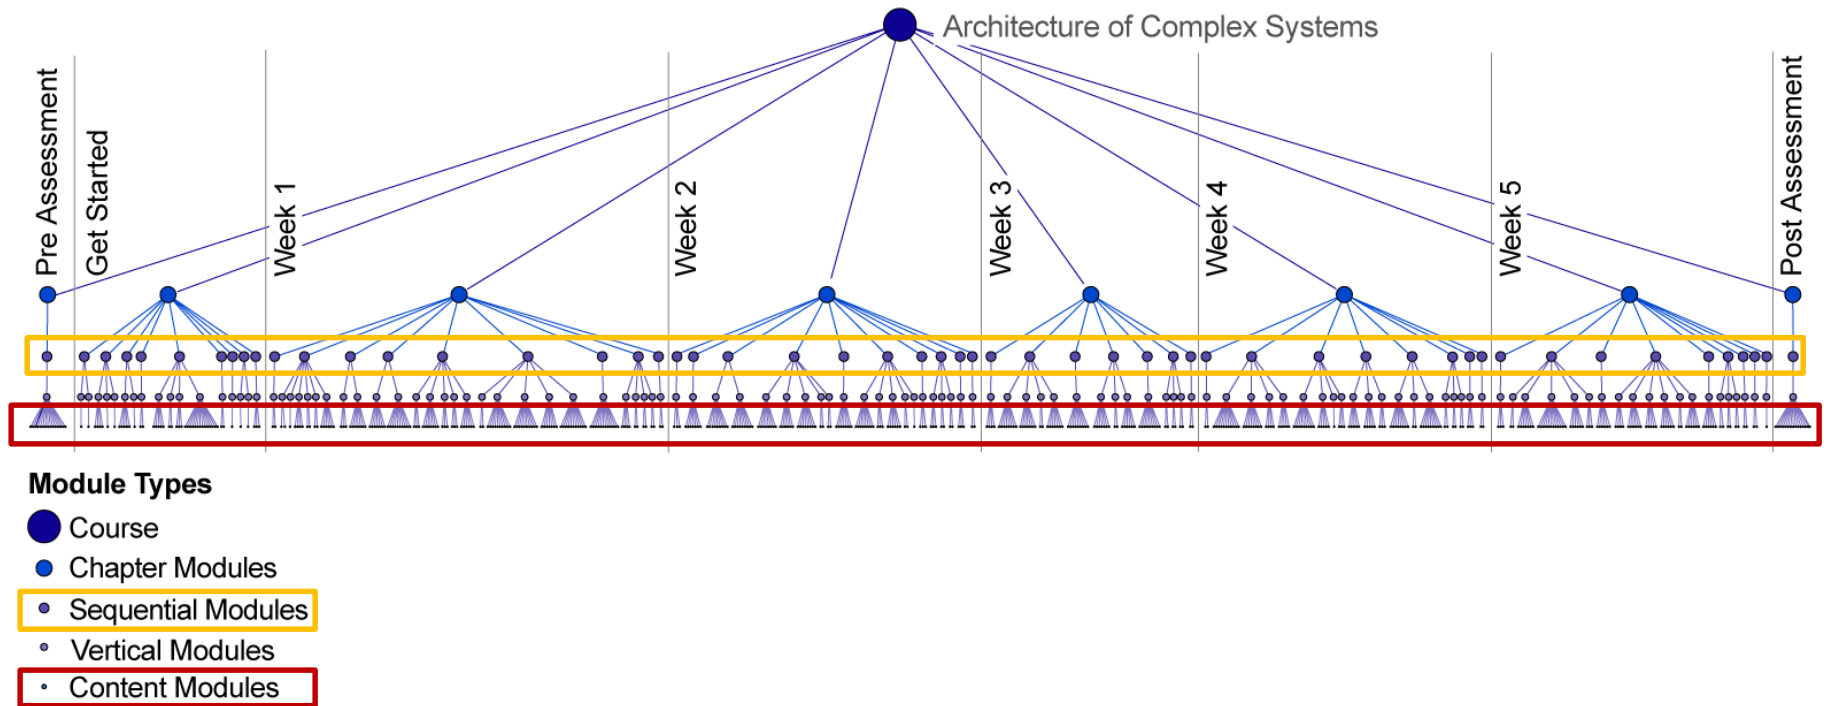 Architecture of Complex Systems
Pre Assessment
Get Started
Week 1
Week 2
Week 3
Week 4
Week 5
Post Assessment
Module Types
Course
Chapter Modules
Sequential Modules
Vertical Modules
Content Modules